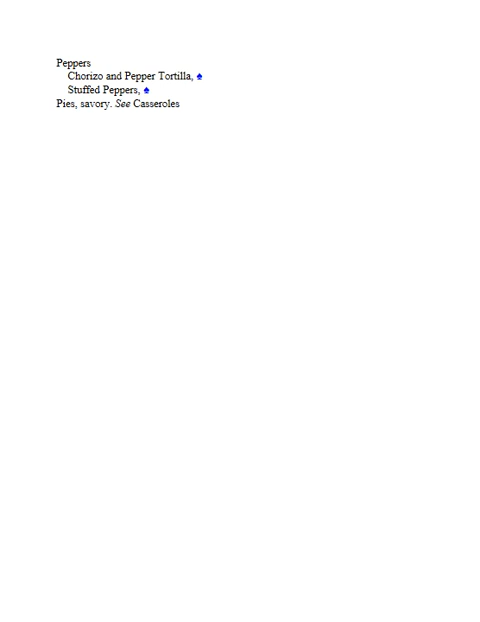 Peppers
Chorizo and Pepper Tortilla, ♠
Stuffed Peppers, ♠
Pies, savory. See Casseroles